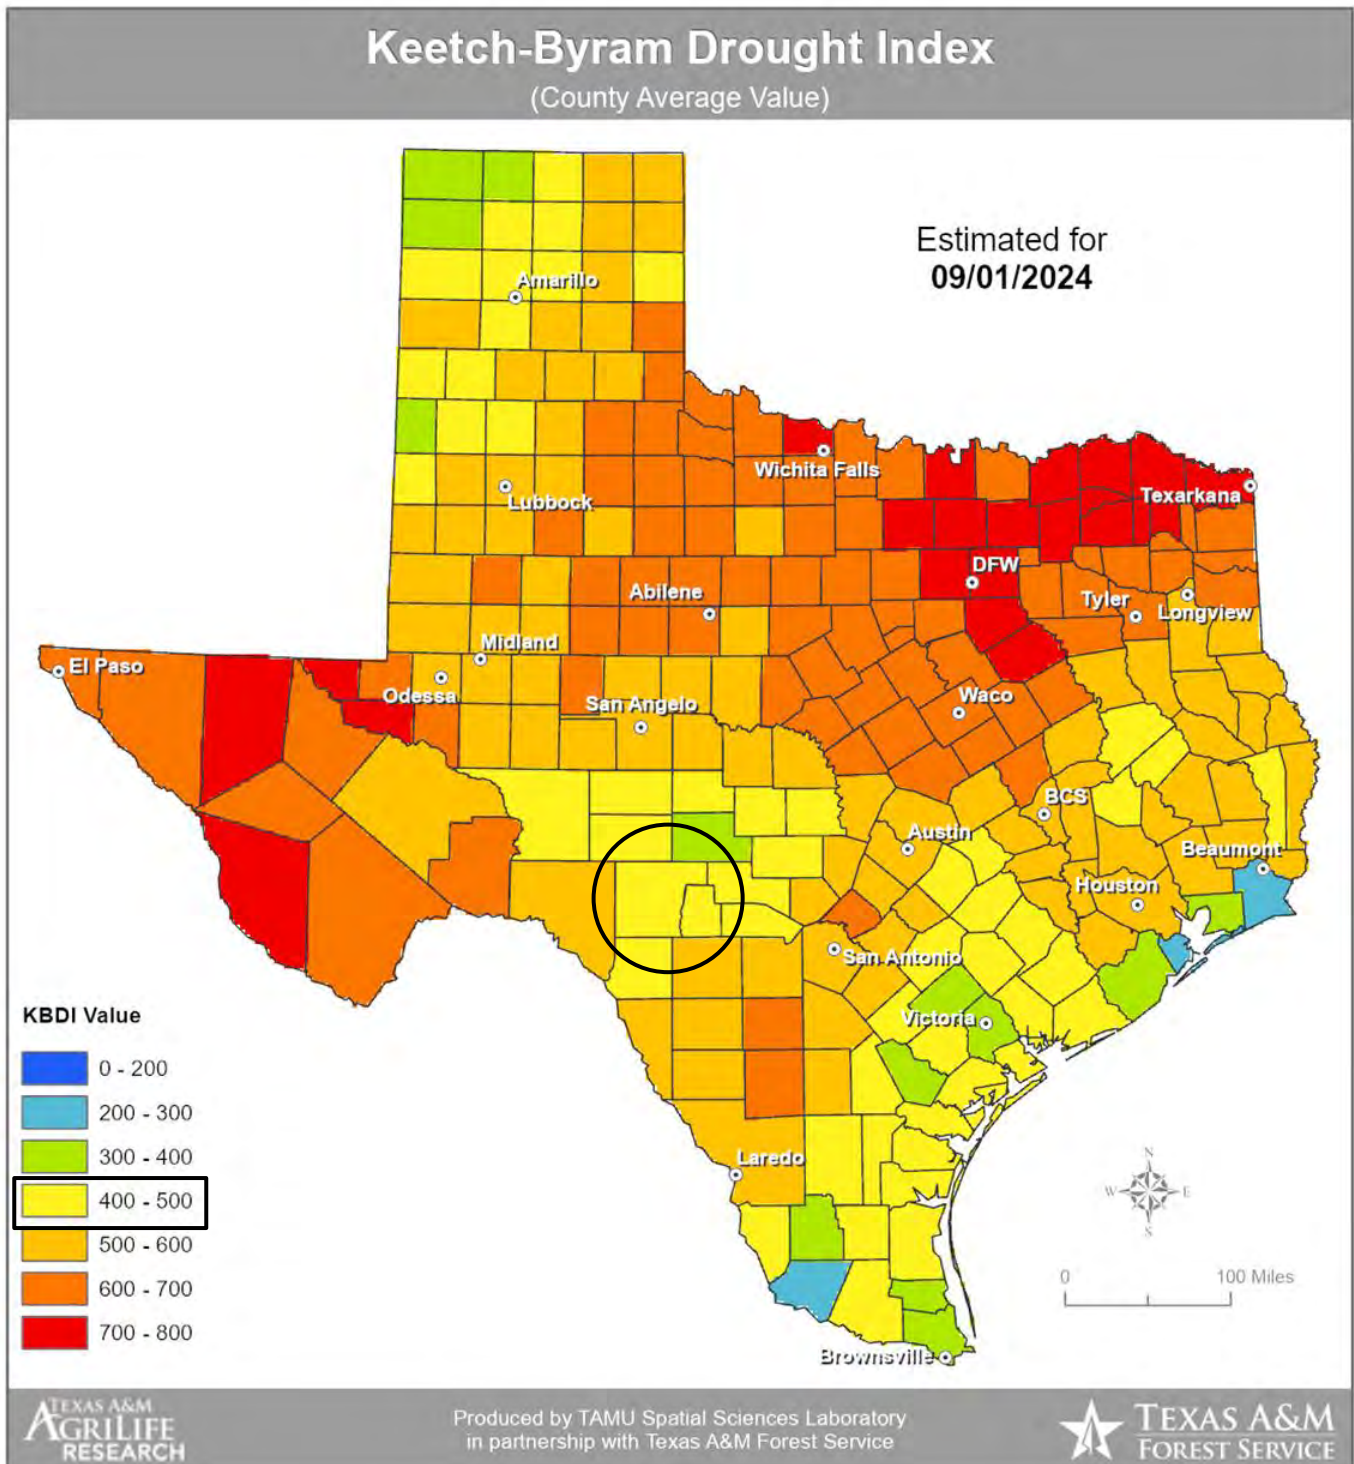 Keetch-Byram Drought Index
(County Average Value)
Estimated for
09/01/2024
Amarillo
Wichita Falls
Texarkana
Lubbock
DFW
Abilene
Tyler
Longview
Midland
El Paso
Odessa
San Angelo
Waco
BCS
Austin
Beaumont
Houston
San Antonio
Victoria
KBDI Value
0 - 200
200 - 300
300 - 400
400 - 500
500 - 600
600 - 700
700 - 800
Laredo
N
W E
S
0 100 Miles
Brownsville
TEXAS A&M
AGRILIFE
RESEARCH
Produced by TAMU Spatial Sciences Laboratory
in partnership with Texas A&M Forest Service
TEXAS A&M
FOREST SERVICE